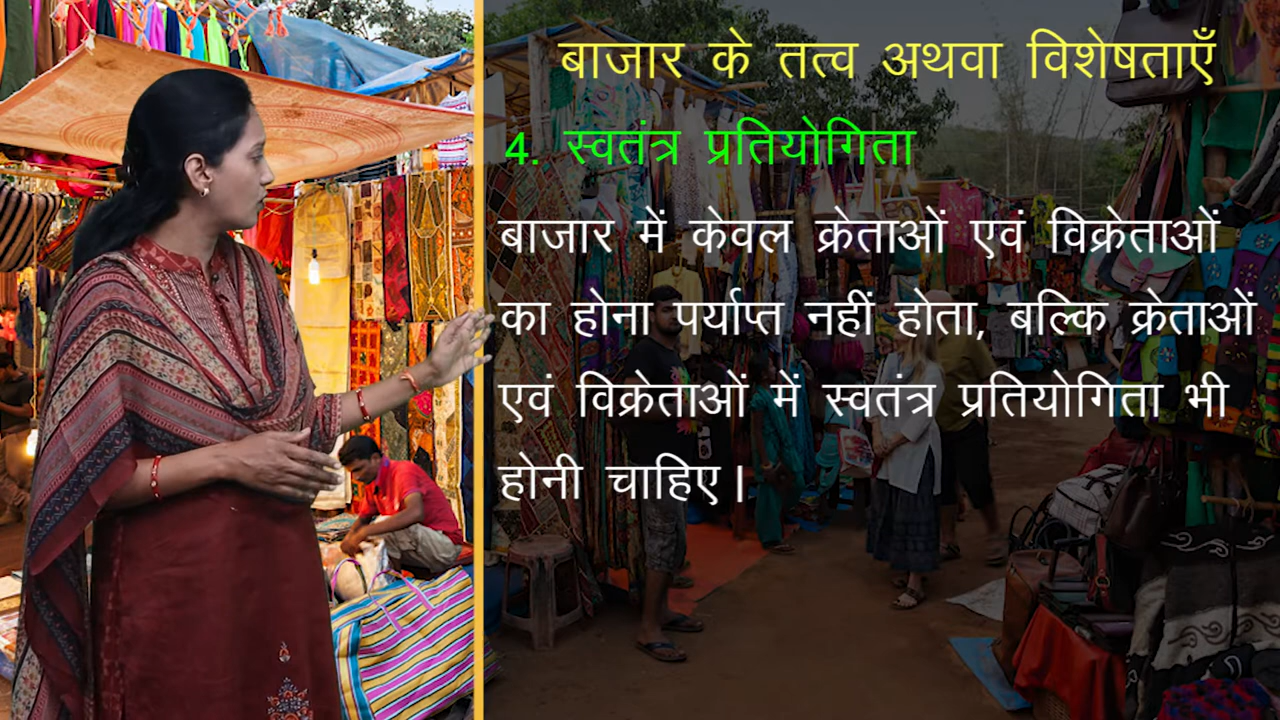 बाजार के तत्व अथवा विशेषताएँ
4. स्वतंत्र प्रतियोगिता
बाजार में केवल क्रेताओं एवं विक्रेताओं
का होना पर्याप्त नहीं होता, बल्कि क्रेताओं
एवं विक्रेताओं में स्वतंत्र प्रतियोगिता भी
होनी चाहिए।